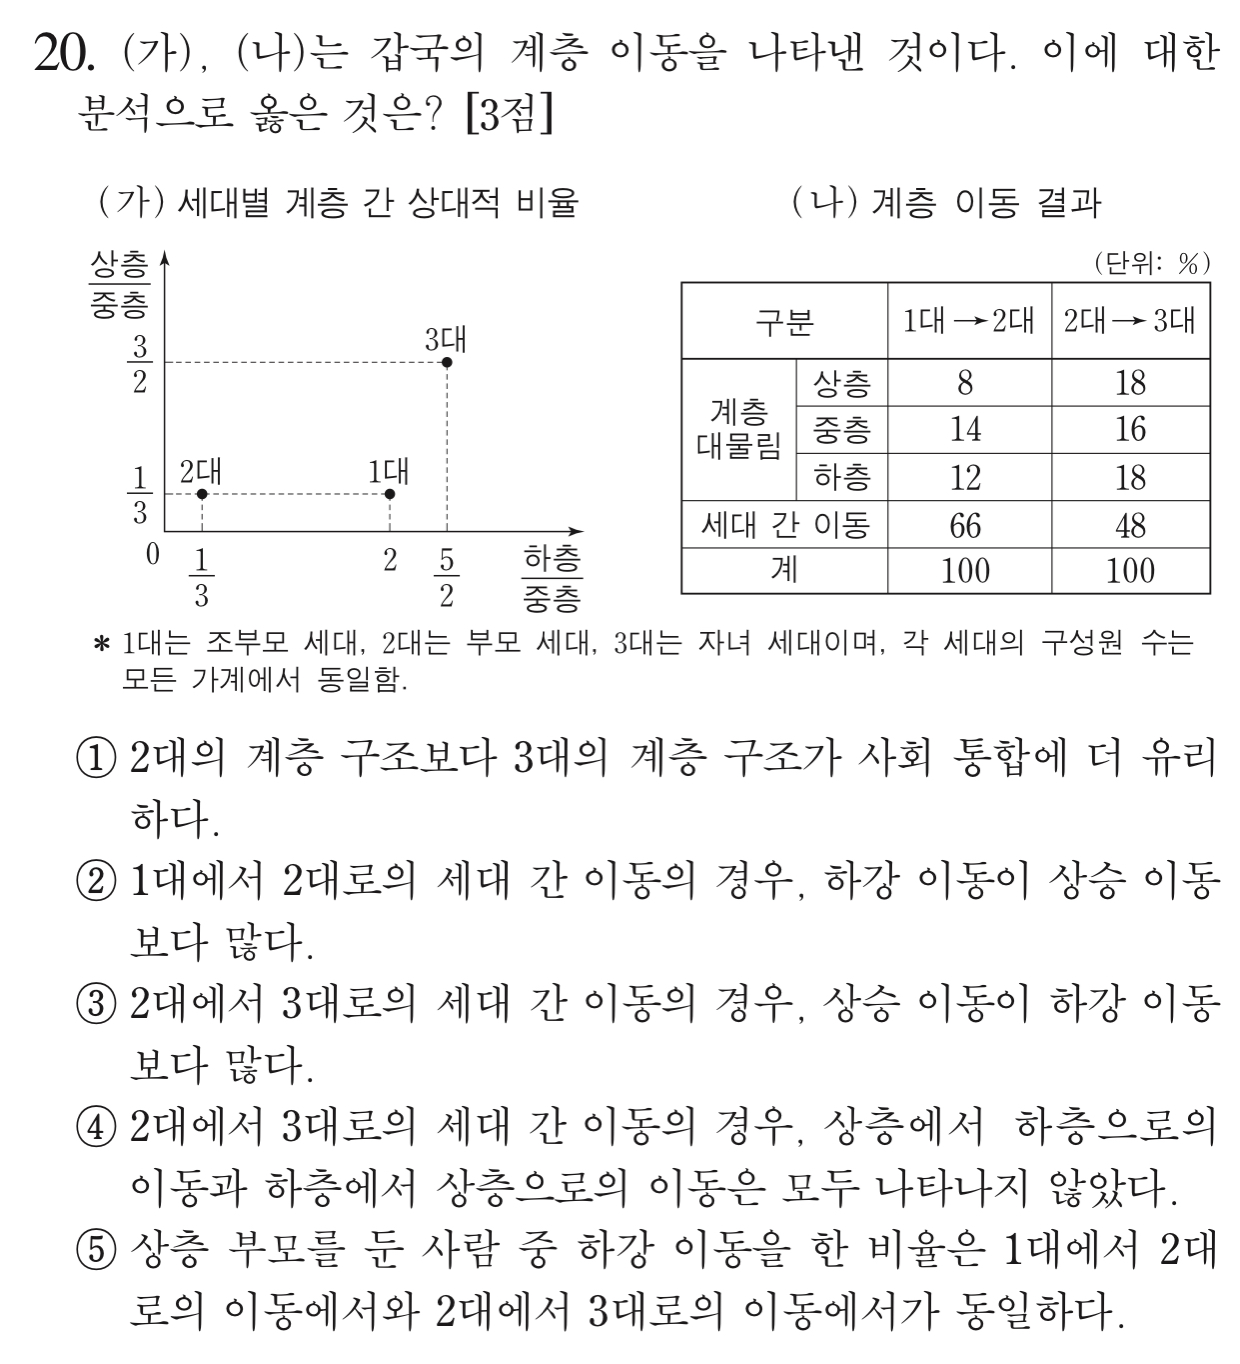 20. (가), (나)는 갑국의 계층 이동을 나타낸 것이다. 이에 대한
분석으로 옳은 것은? [3점]
(가) 세대별 계층 간 상대적 비율
상층
중층
3
2
3대
1
3
2대
1대
0
1
3
2
5
2
하층
중층
(나) 계층 이동 결과
(단위: %)
구분 1대→2대 2대→3대
계층 대물림 상층 8 18
중층 14 16
하층 12 18
세대 간 이동 66 48
계 100 100
* 1대는 조부모 세대, 2대는 부모 세대, 3대는 자녀 세대이며, 각 세대의 구성원 수는
모든 가계에서 동일함.
① 2대의 계층 구조보다 3대의 계층 구조가 사회 통합에 더 유리
하다.
② 1대에서 2대로의 세대 간 이동의 경우, 하강 이동이 상승 이동
보다 많다.
③ 2대에서 3대로의 세대 간 이동의 경우, 상승 이동이 하강 이동
보다 많다.
④ 2대에서 3대로의 세대 간 이동의 경우, 상층에서 하층으로의
이동과 하층에서 상층으로의 이동은 모두 나타나지 않았다.
⑤ 상층 부모를 둔 사람 중 하강 이동을 한 비율은 1대에서 2대
로의 이동에서와 2대에서 3대로의 이동에서가 동일하다.